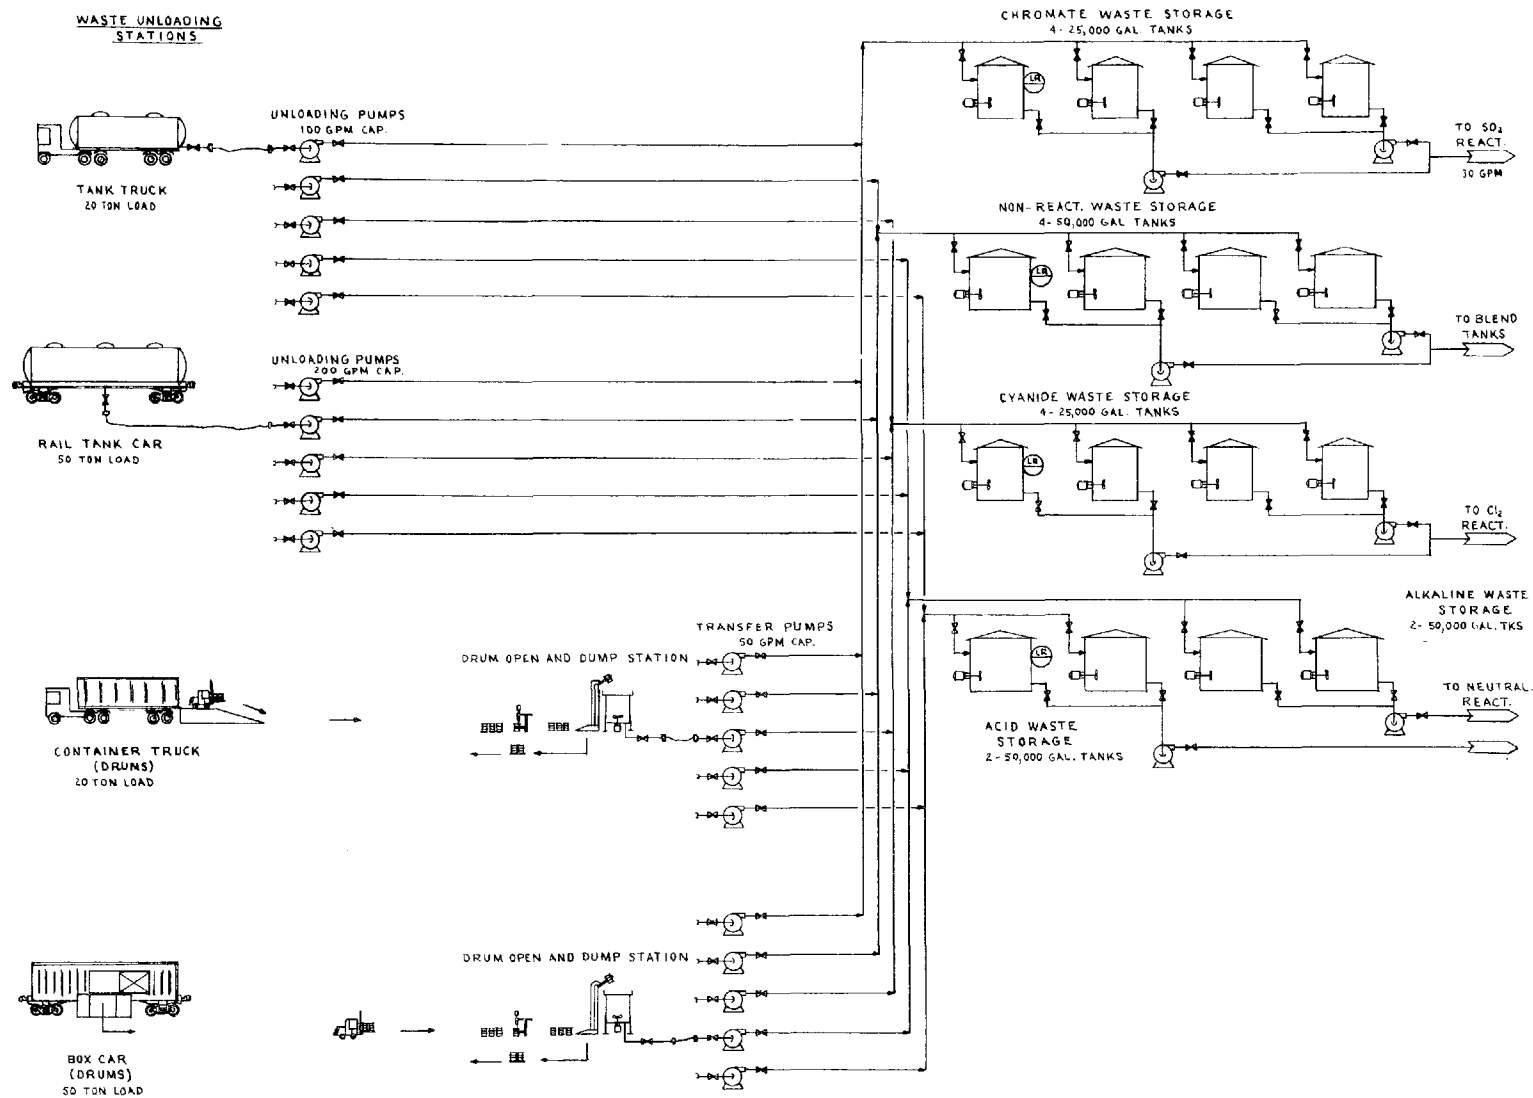 WASTE UNLOADING
STATIONS
TANK TRUCK
20 TON LOAD
UNLOADING PUMPS
100 GPM CAP.
RAIL TANK CAR
50 TON LOAD
UNLOADING PUMPS
200 GPM CAP.
CONTAINER TRUCK
(DRUMS)
20 TON LOAD
DRUM OPEN AND DUMP STATION
TRANSFER PUMPS
50 GPM CAP.
BOX CAR
(DRUMS)
50 TON LOAD
DRUM OPEN AND DUMP STATION
CHROMATE WASTE STORAGE
4-25,000 GAL. TANKS
LR
TO SO₂
REACT.
30 GPM
NON-REACT. WASTE STORAGE
4-50,000 GAL TANKS
LR
TO BLEND
TANKS
CYANIDE WASTE STORAGE
4-25,000 GAL. TANKS
LR
TO Cl₂
REACT.
ALKALINE WASTE
STORAGE
2-50,000 GAL. TKS
LR
ACID WASTE
STORAGE
2-50,000 GAL. TANKS
TO NEUTRAL.
REACT.